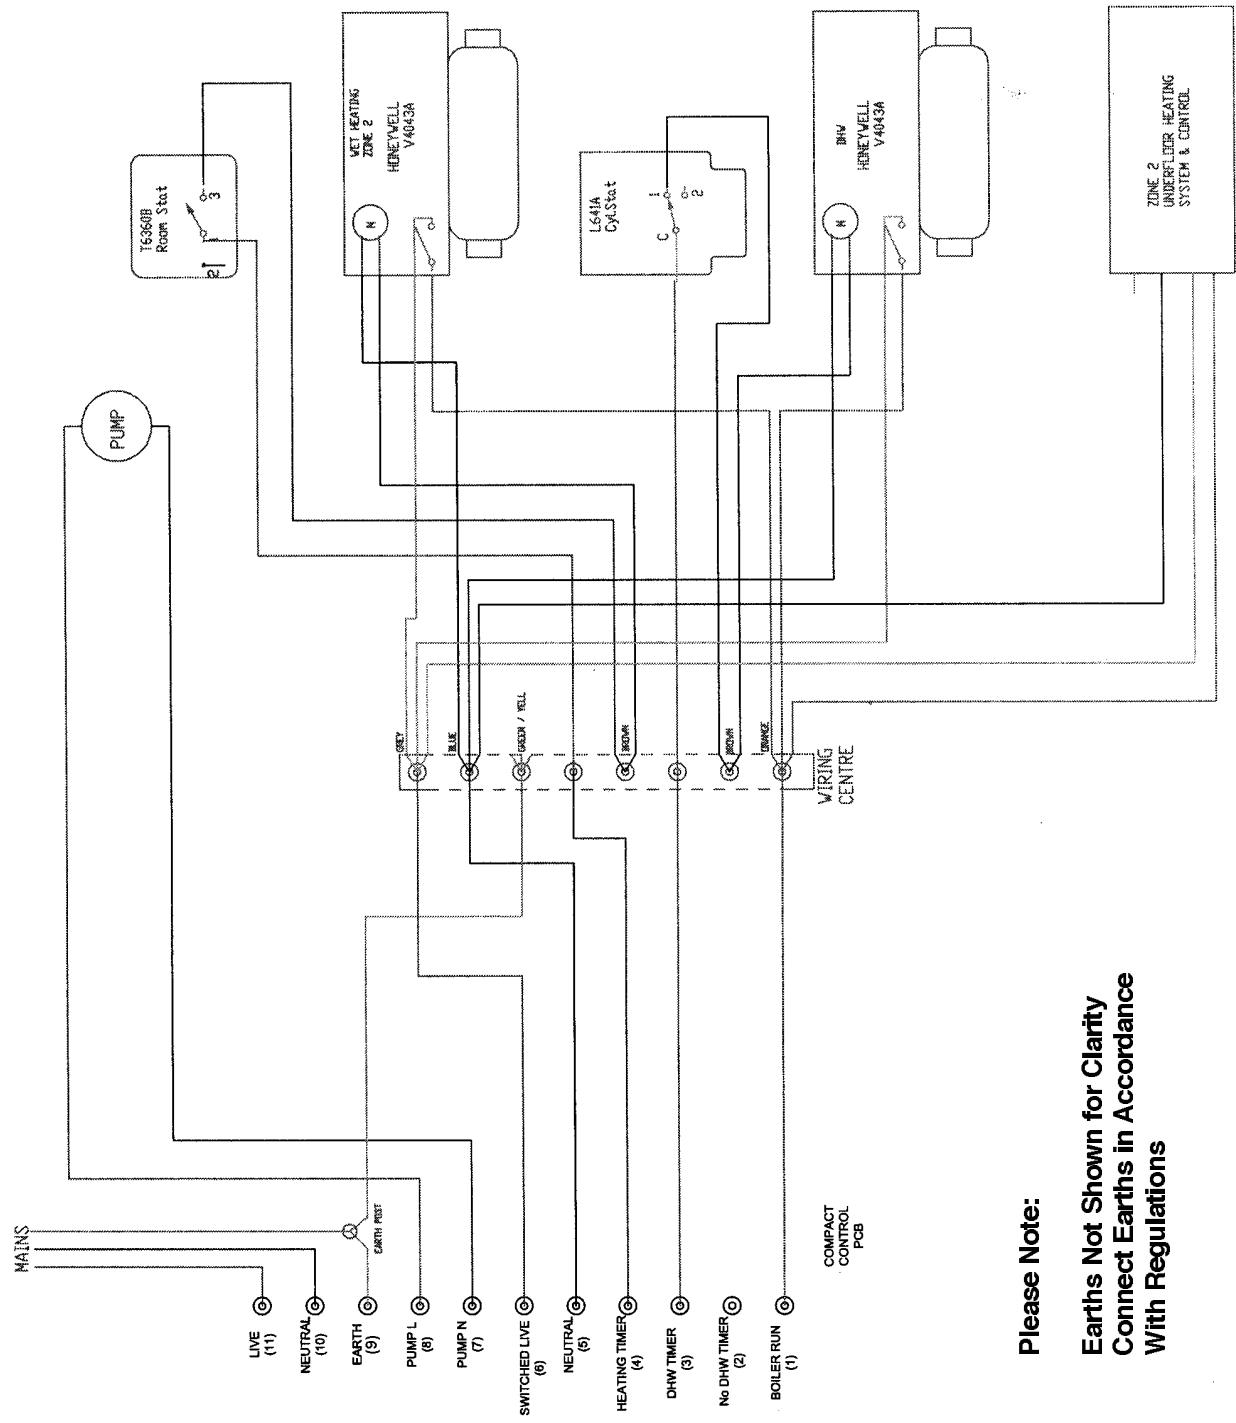 MAINS
PUMP
T6360B
Room Stat
1
2
3
WET HEATING
ZONE 2
HONEYWELL
V4043A
M
L641A
Cyl.Stat
C
1
2
DHW
HONEYWELL
V4043A
M
ZONE 2
UNDERFLOOR HEATING
SYSTEM & CONTROL
GREY
BLUE
GREEN / YELL
BROWN
BROWN
ORANGE
WIRING
CENTRE
EARTH POST
LIVE
(11)
NEUTRAL
(10)
EARTH
(9)
PUMP L
(8)
PUMP N
(7)
SWITCHED LIVE
(6)
NEUTRAL
(5)
HEATING TIMER
(4)
DHW TIMER
(3)
No DHW TIMER
(2)
BOILER RUN
(1)
COMPACT
CONTROL
PCB
Please Note:
Earths Not Shown for Clarity
Connect Earths in Accordance
With Regulations